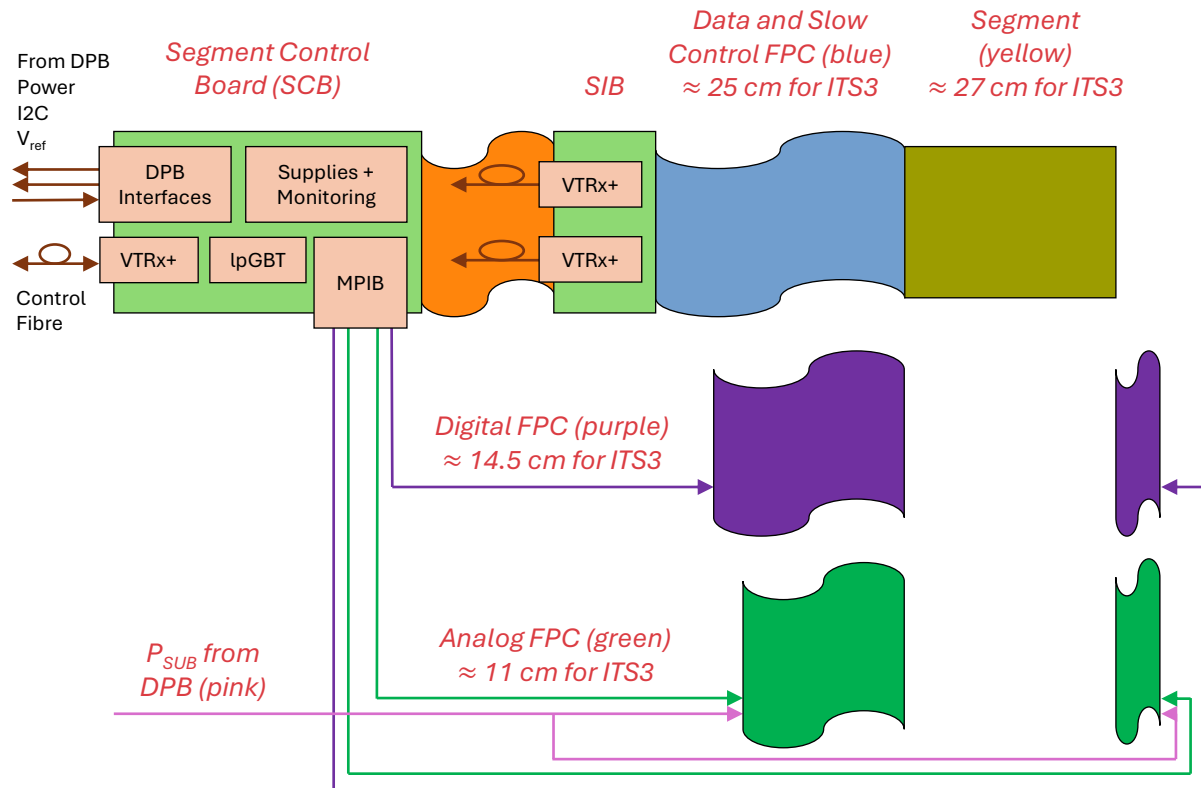 From DPB
Power
I2C
V_ref
Segment Control
Board (SCB)
SIB
Data and Slow
Control FPC (blue)
≈ 25 cm for ITS3
Segment
(yellow)
≈ 27 cm for ITS3
DPB
Interfaces
Supplies +
Monitoring
VTRx+
VTRx+
lpGBT
MPIB
VTRx+
Control
Fibre
Digital FPC (purple)
≈ 14.5 cm for ITS3
Analog FPC (green)
≈ 11 cm for ITS3
P_SUB from
DPB (pink)